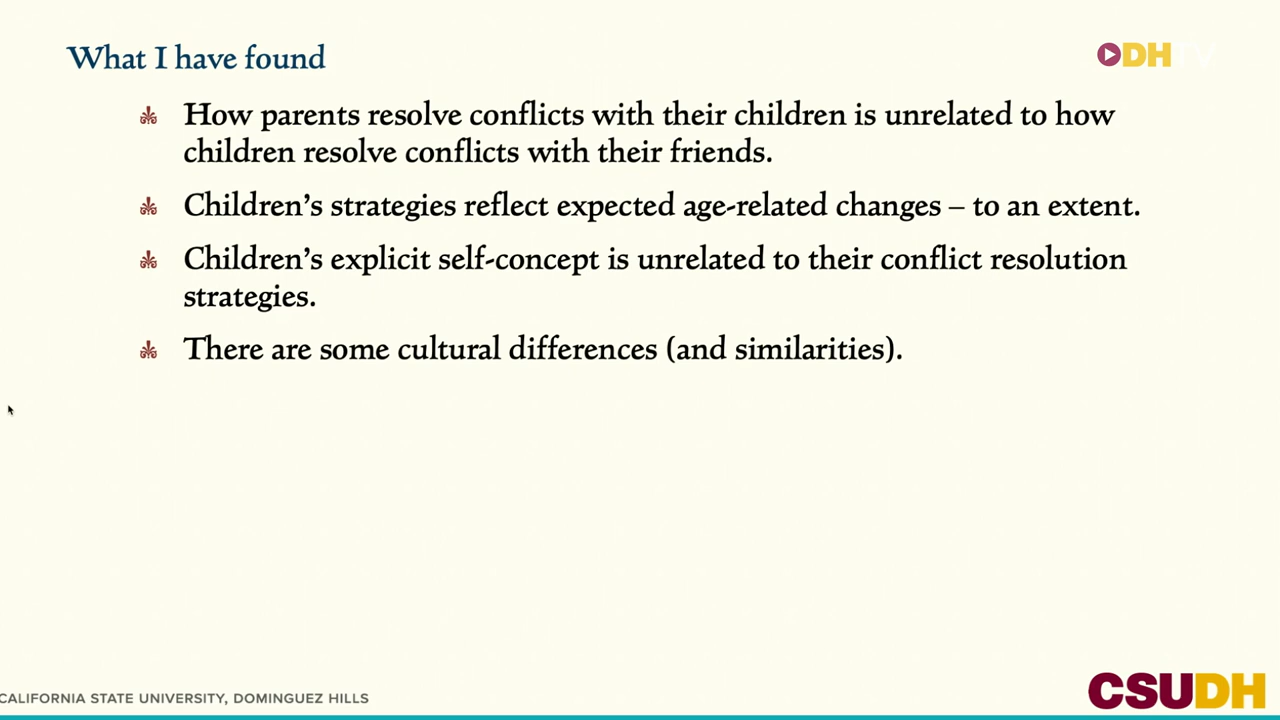 What I have found
DHTV
How parents resolve conflicts with their children is unrelated to how
children resolve conflicts with their friends.
Children’s strategies reflect expected age-related changes – to an extent.
Children’s explicit self-concept is unrelated to their conflict resolution
strategies.
There are some cultural differences (and similarities).
CALIFORNIA STATE UNIVERSITY, DOMINGUEZ HILLS
CSUDH